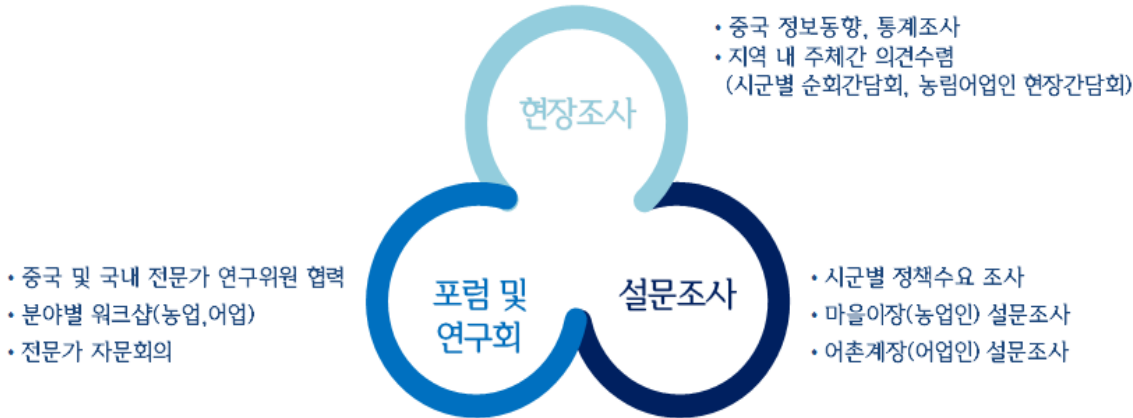 • 중국 정보동향, 통계조사
• 지역 내 주체간 의견수렴
(시군별 순회간담회, 농림어업인 현장간담회)
현장조사
• 중국 및 국내 전문가 연구위원 협력
• 분야별 워크샵(농업,어업)
• 전문가 자문회의
포럼 및
연구회
설문조사
• 시군별 정책수요 조사
• 마을이장(농업인) 설문조사
• 어촌계장(어업인) 설문조사